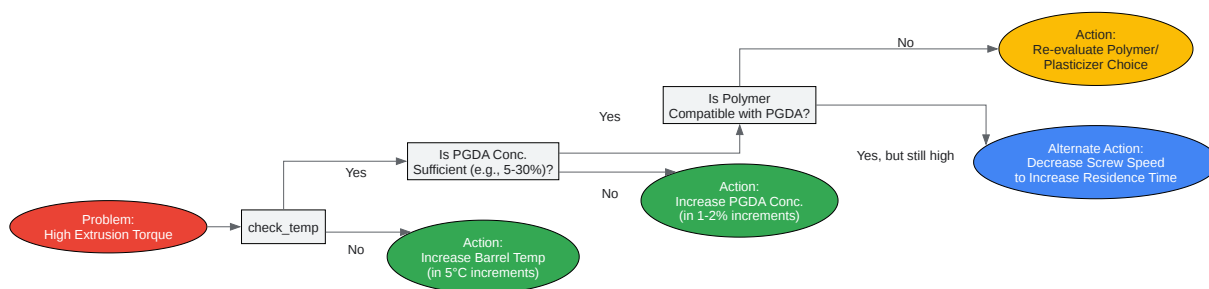 Problem:
High Extrusion Torque
check_temp
Yes
No
Action:
Increase Barrel Temp
(in 5°C increments)
Is PGDA Conc.
Sufficient (e.g., 5-30%)?
Yes
No
Action:
Increase PGDA Conc.
(in 1-2% increments)
Is Polymer
Compatible with PGDA?
No
Action:
Re-evaluate Polymer/
Plasticizer Choice
Yes, but still high
Alternate Action:
Decrease Screw Speed
to Increase Residence Time